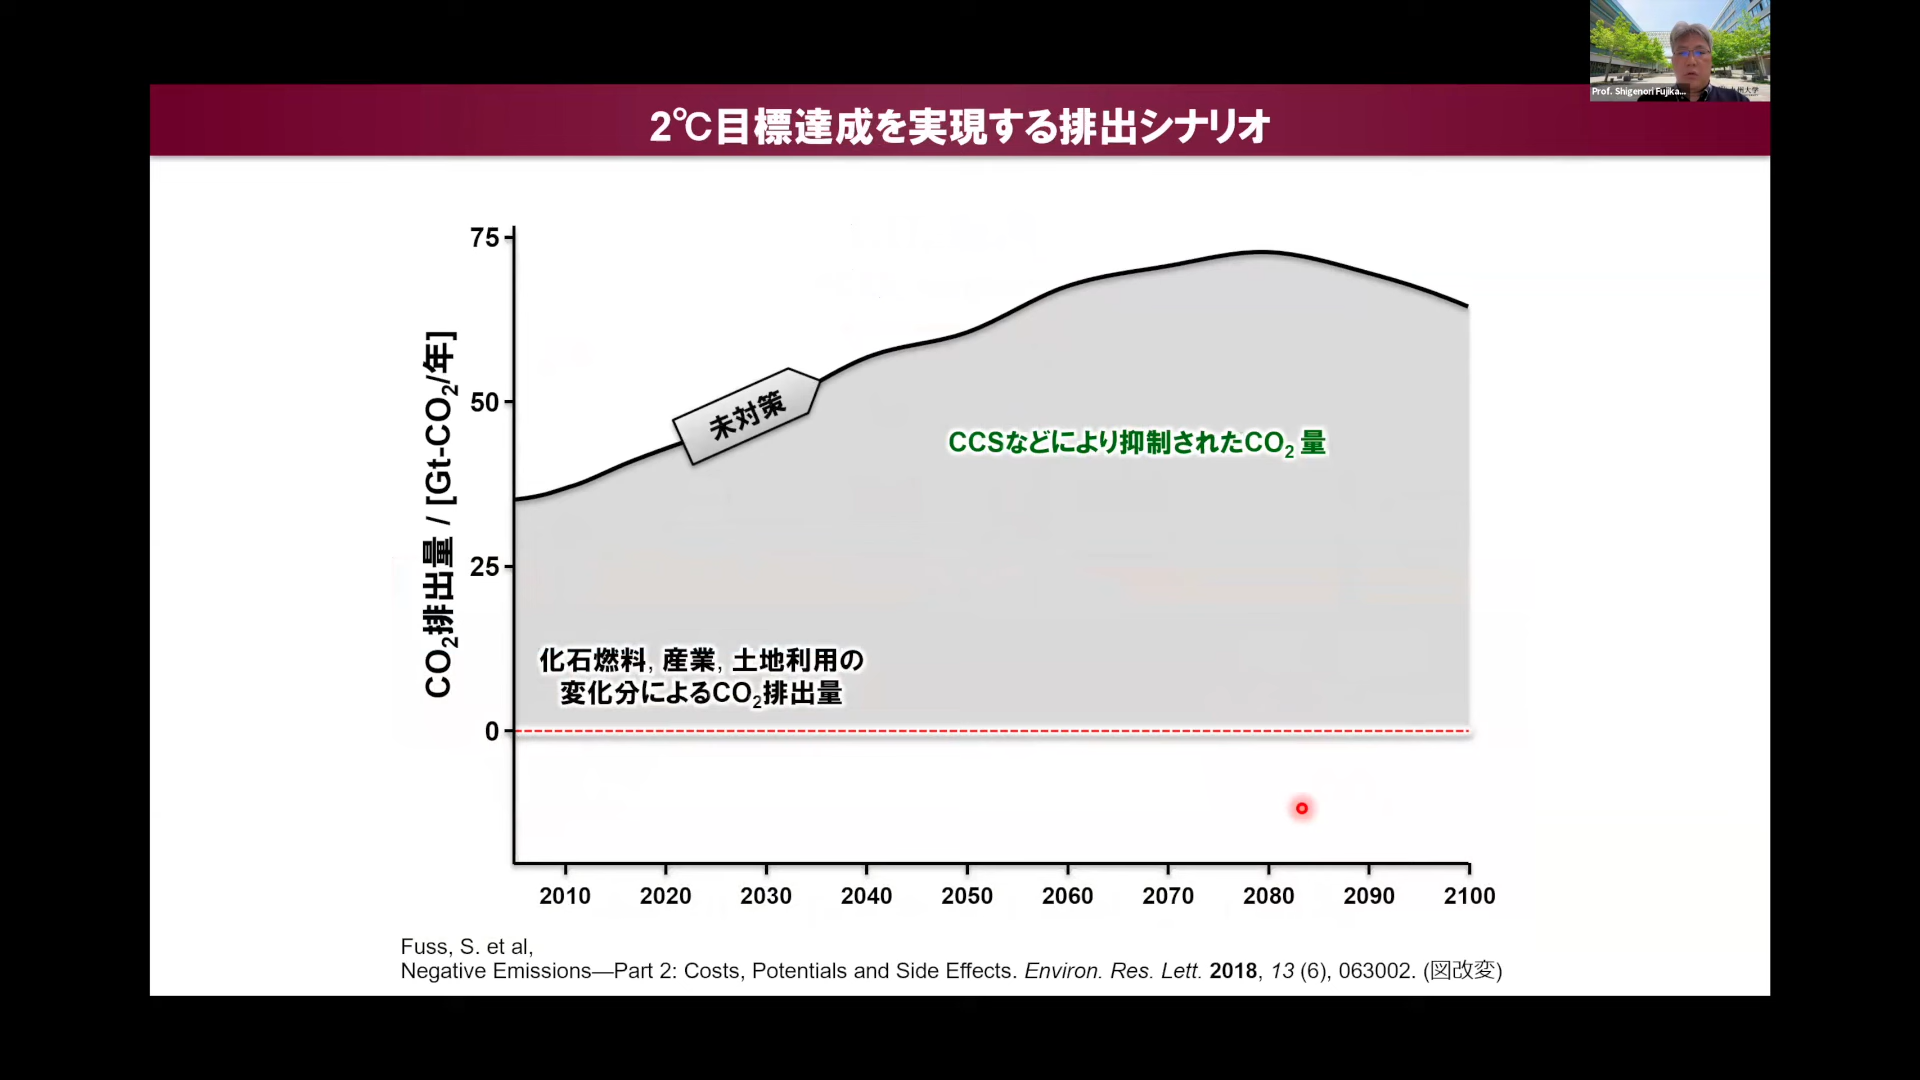 Prof. Shigenori Fujika...
2℃目標達成を実現する排出シナリオ
CO2排出量 / [Gt-CO2/年]
75
50
25
0
未対策
CCSなどにより抑制されたCO2 量
化石燃料, 産業, 土地利用の
変化分によるCO2排出量
2010 2020 2030 2040 2050 2060 2070 2080 2090 2100
Fuss, S. et al,
Negative Emissions—Part 2: Costs, Potentials and Side Effects. Environ. Res. Lett. 2018, 13 (6), 063002. (図改変)